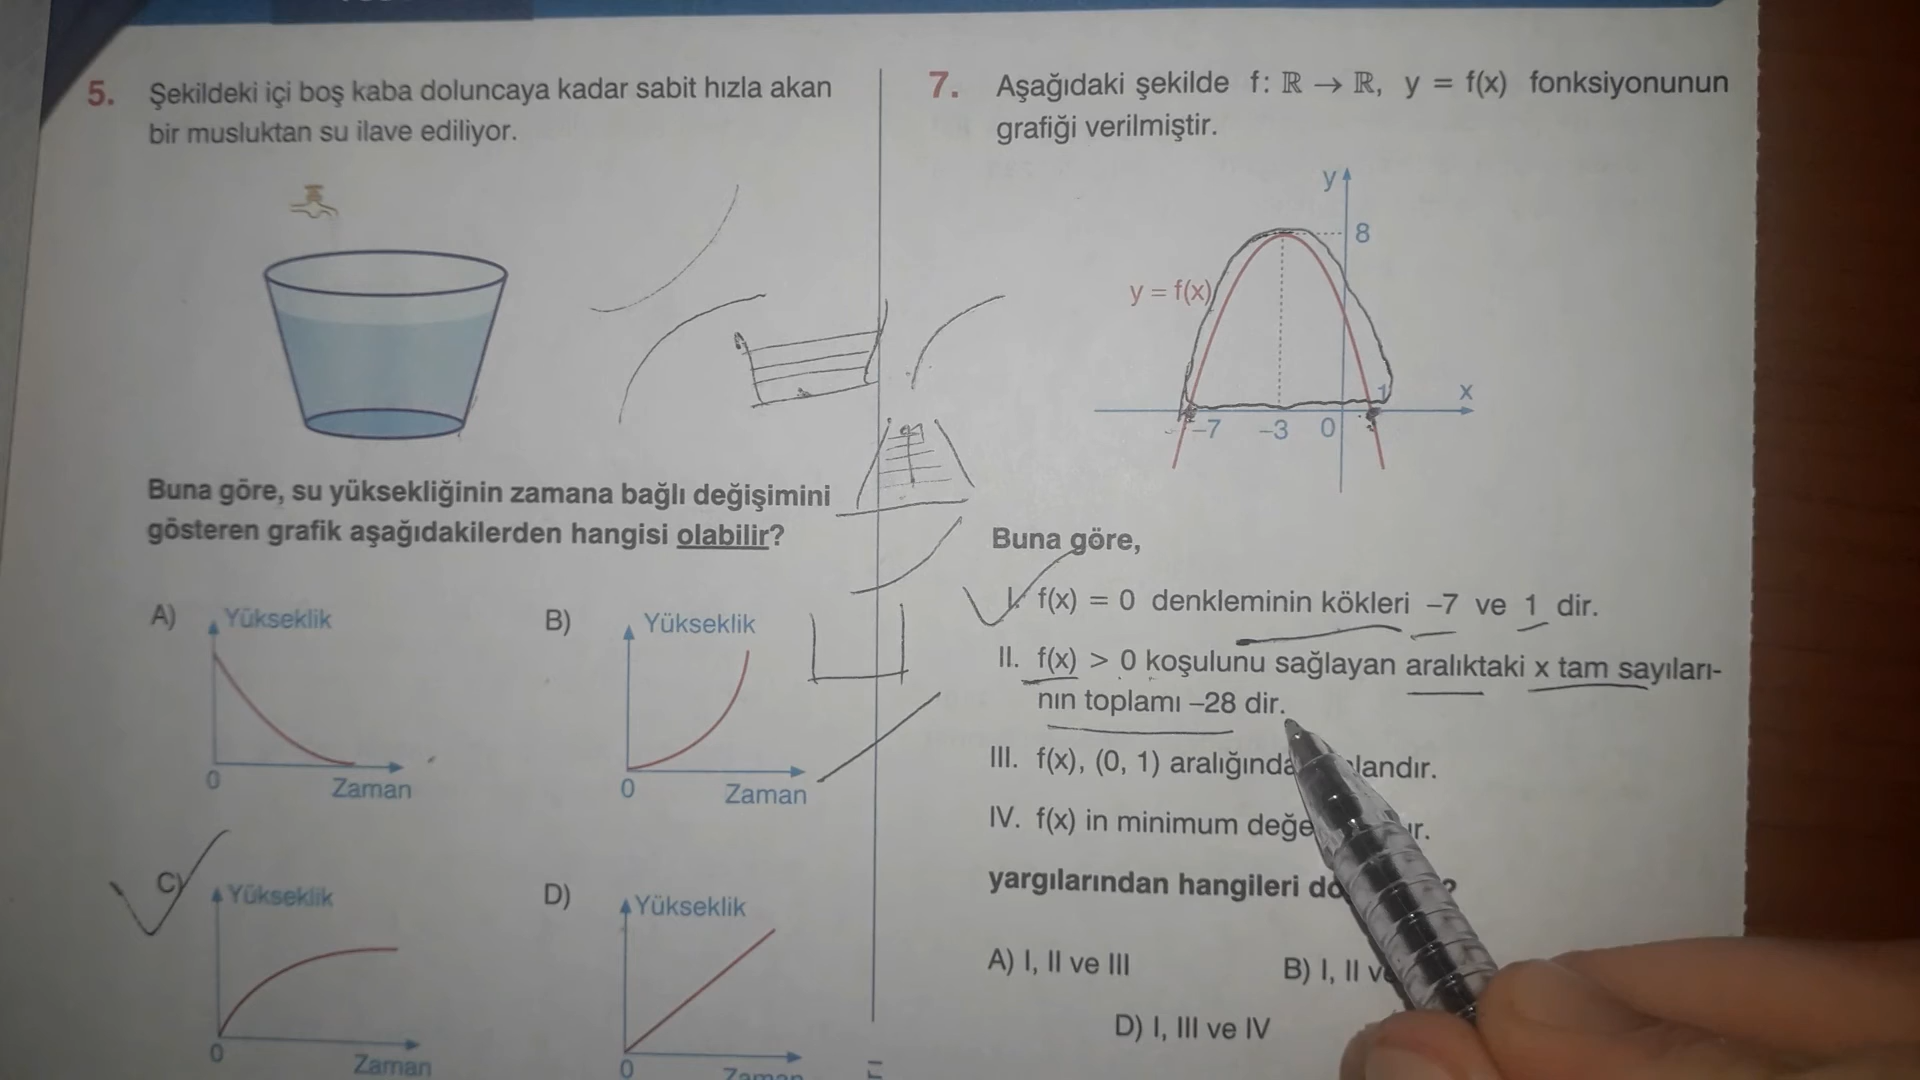 5. Şekildeki içi boş kaba doluncaya kadar sabit hızla akan
bir musluktan su ilave ediliyor.
Buna göre, su yüksekliğinin zamana bağlı değişimini
gösteren grafik aşağıdakilerden hangisi olabilir?
A) Yükseklik
0
Zaman
B) Yükseklik
0
Zaman
C) Yükseklik
0
Zaman
D) Yükseklik
0
Zaman
7. Aşağıdaki şekilde f: ℝ → ℝ, y = f(x) fonksiyonunun
grafiği verilmiştir.
y
8
y = f(x)
1
x
-7 -3 0
Buna göre,
I. f(x) = 0 denkleminin kökleri -7 ve 1 dir.
II. f(x) > 0 koşulunu sağlayan aralıktaki x tam sayıları-
nın toplamı -28 dir.
III. f(x), (0, 1) aralığında
IV. f(x) in minimum
yargılarından hangileri
A) I, II ve III
B) I, II
D) I, III ve IV